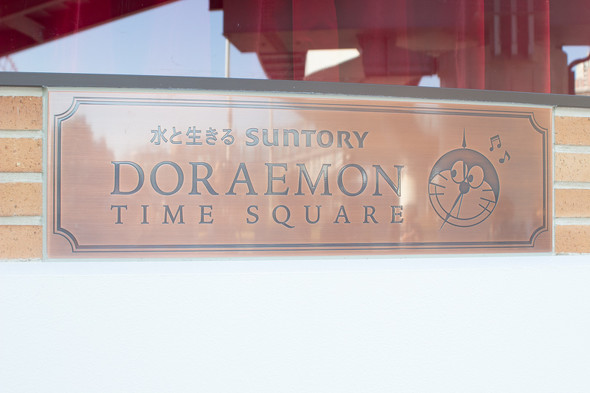 水と生きる SUNTORY
DORAEMON
TIME SQUARE